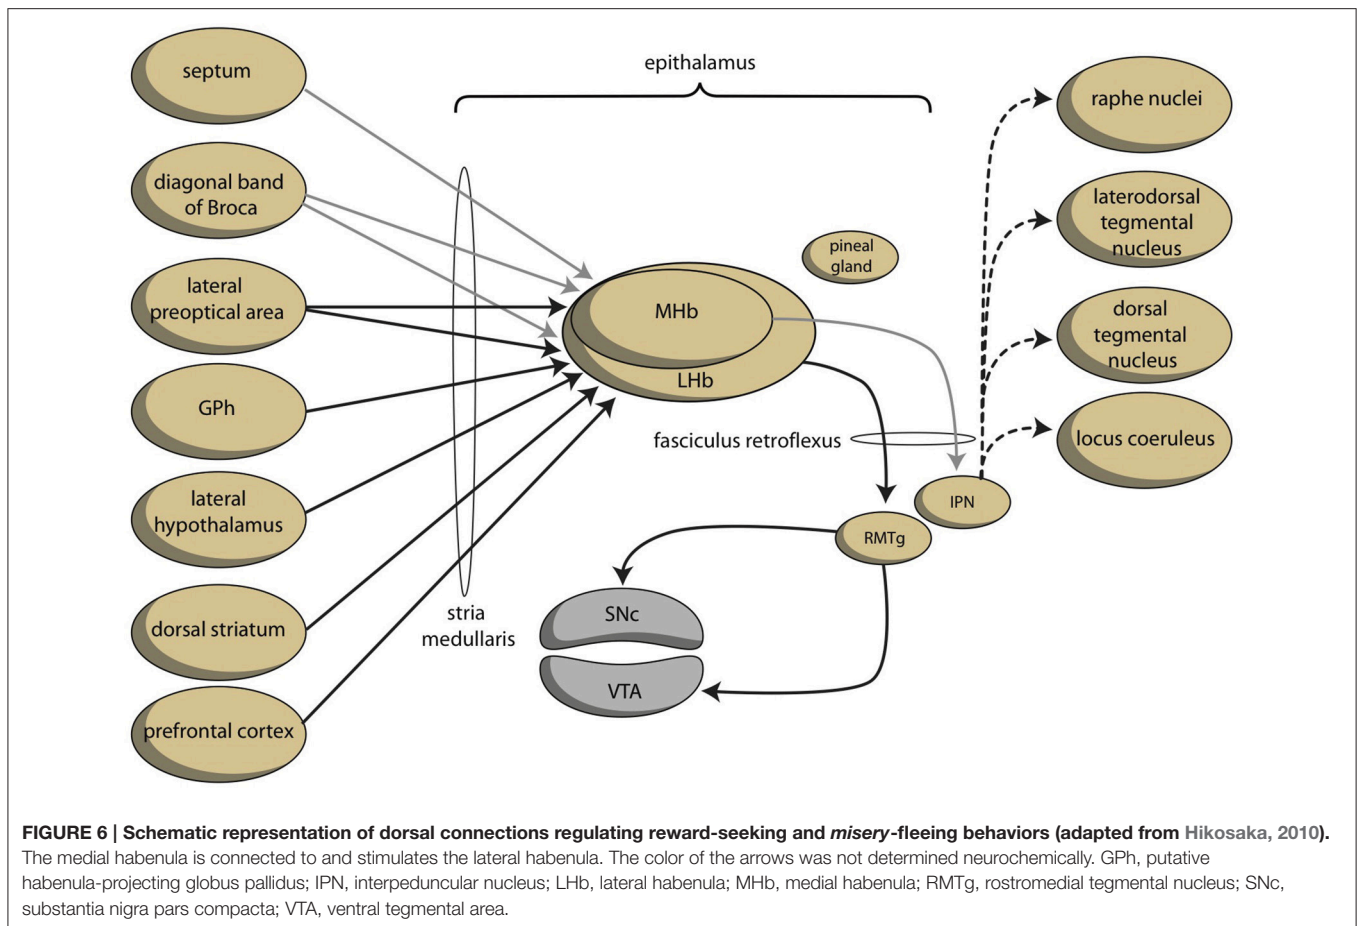 septum
epithalamus
raphe nuclei
diagonal band
of Broca
laterodorsal
tegmental
nucleus
pineal
gland
lateral
preoptical area
MHb
dorsal
tegmental
nucleus
LHb
GPh
fasciculus retroflexus
locus coeruleus
lateral
hypothalamus
IPN
RMTg
stria
medullaris
SNc
dorsal striatum
VTA
prefrontal cortex
FIGURE 6 | Schematic representation of dorsal connections regulating reward-seeking and misery-fleeing behaviors (adapted from Hikosaka, 2010).
The medial habenula is connected to and stimulates the lateral habenula. The color of the arrows was not determined neurochemically. GPh, putative
habenula-projecting globus pallidus; IPN, interpeduncular nucleus; LHb, lateral habenula; MHb, medial habenula; RMTg, rostromedial tegmental nucleus; SNc,
substantia nigra pars compacta; VTA, ventral tegmental area.